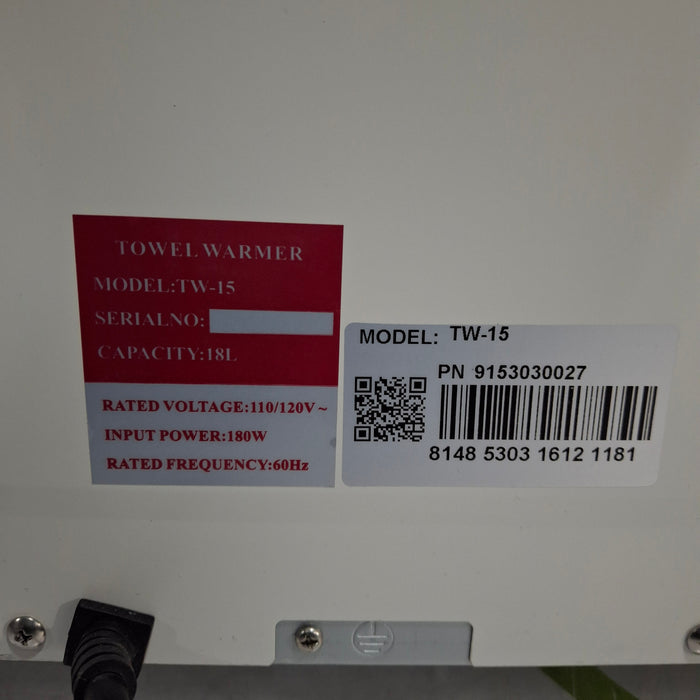 TOWEL WARMER
MODEL:TW-15
SERIALNO:
CAPACITY:18L
RATED VOLTAGE:110/120V~
INPUT POWER:180W
RATED FREQUENCY:60Hz
MODEL: TW-15
PN 9153030027
8148 5303 1612 1181